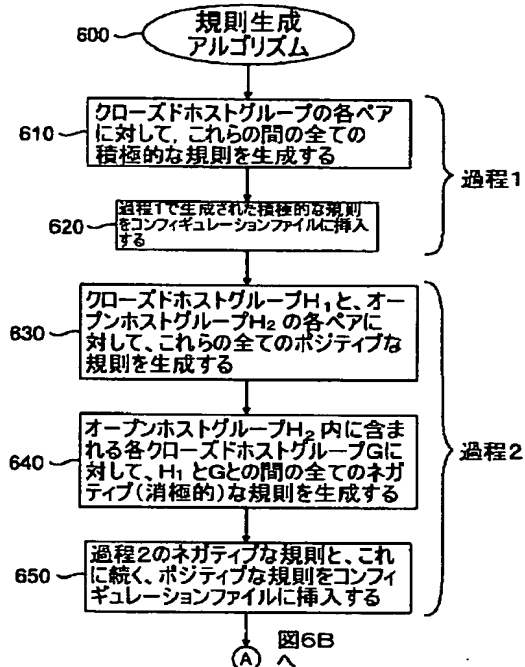 600
規則生成
アルゴリズム
610
クローズドホストグループの各ペア
に対して、これらの間の全ての
積極的な規則を生成する
過程1
620
過程1で生成された積極的な規則
をコンフィギュレーションファイルに挿入
する
630
クローズドホストグループH₁と、オー
プンホストグループH₂の各ペアに
対して、これらの全てのポジティブな
規則を生成する
640
オープンホストグループH₂内に含ま
れる各クローズドホストグループGに
対して、H₁とGとの間の全てのネガ
ティブ(消極的)な規則を生成する
過程2
650
過程2のネガティブな規則と、これ
に続く、ポジティブな規則をコンフィ
ギュレーションファイルに挿入する
A
図6B
へ